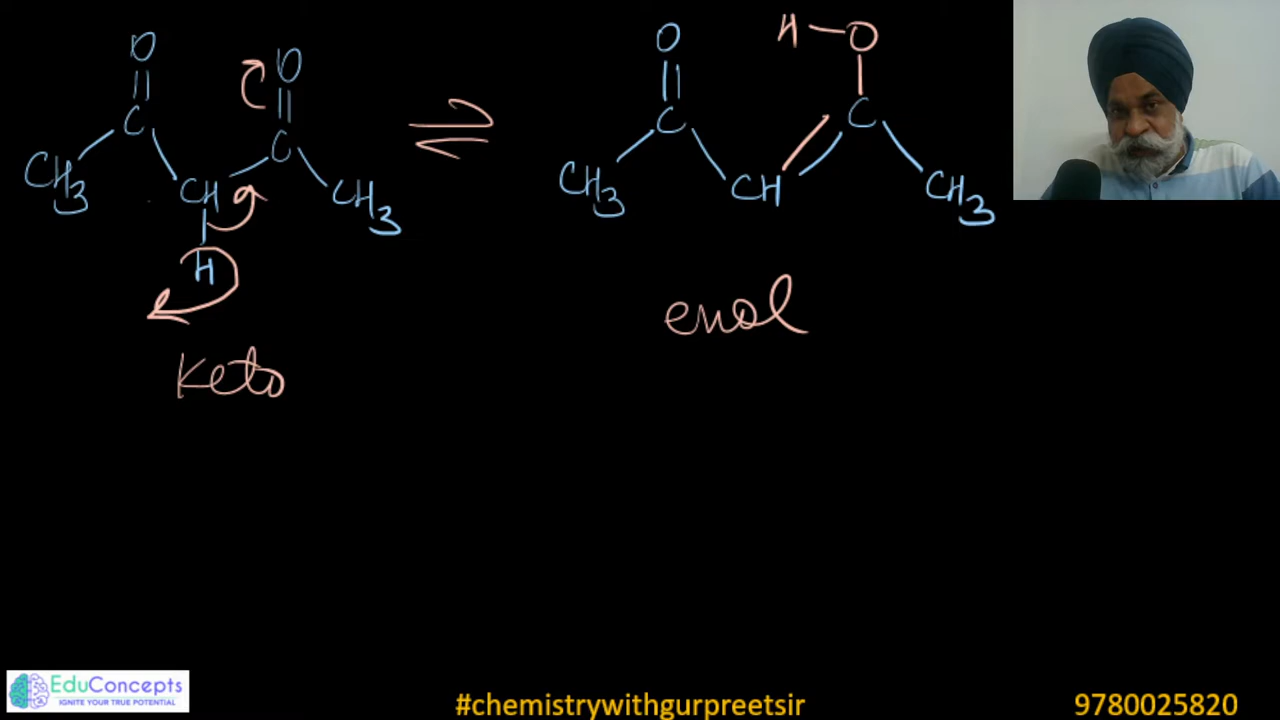 O O
C C
CH3 CH CH3
H
Keto
O H-O
C C
CH3 CH CH3
enol
EduConcepts
IGNITE YOUR TRUE POTENTIAL
#chemistrywithgurpreetsir
9780025820